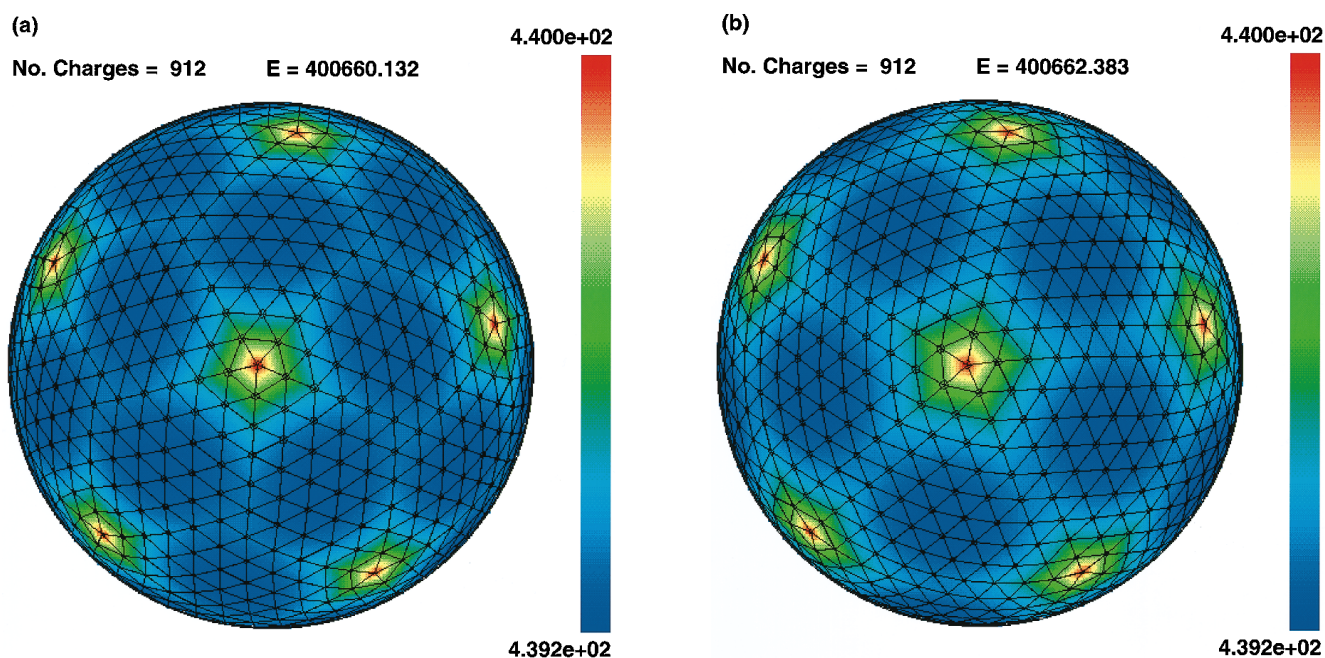 (a)
4.400e+02
No. Charges = 912 E = 400660.132
4.392e+02
(b)
4.400e+02
No. Charges = 912 E = 400662.383
4.392e+02